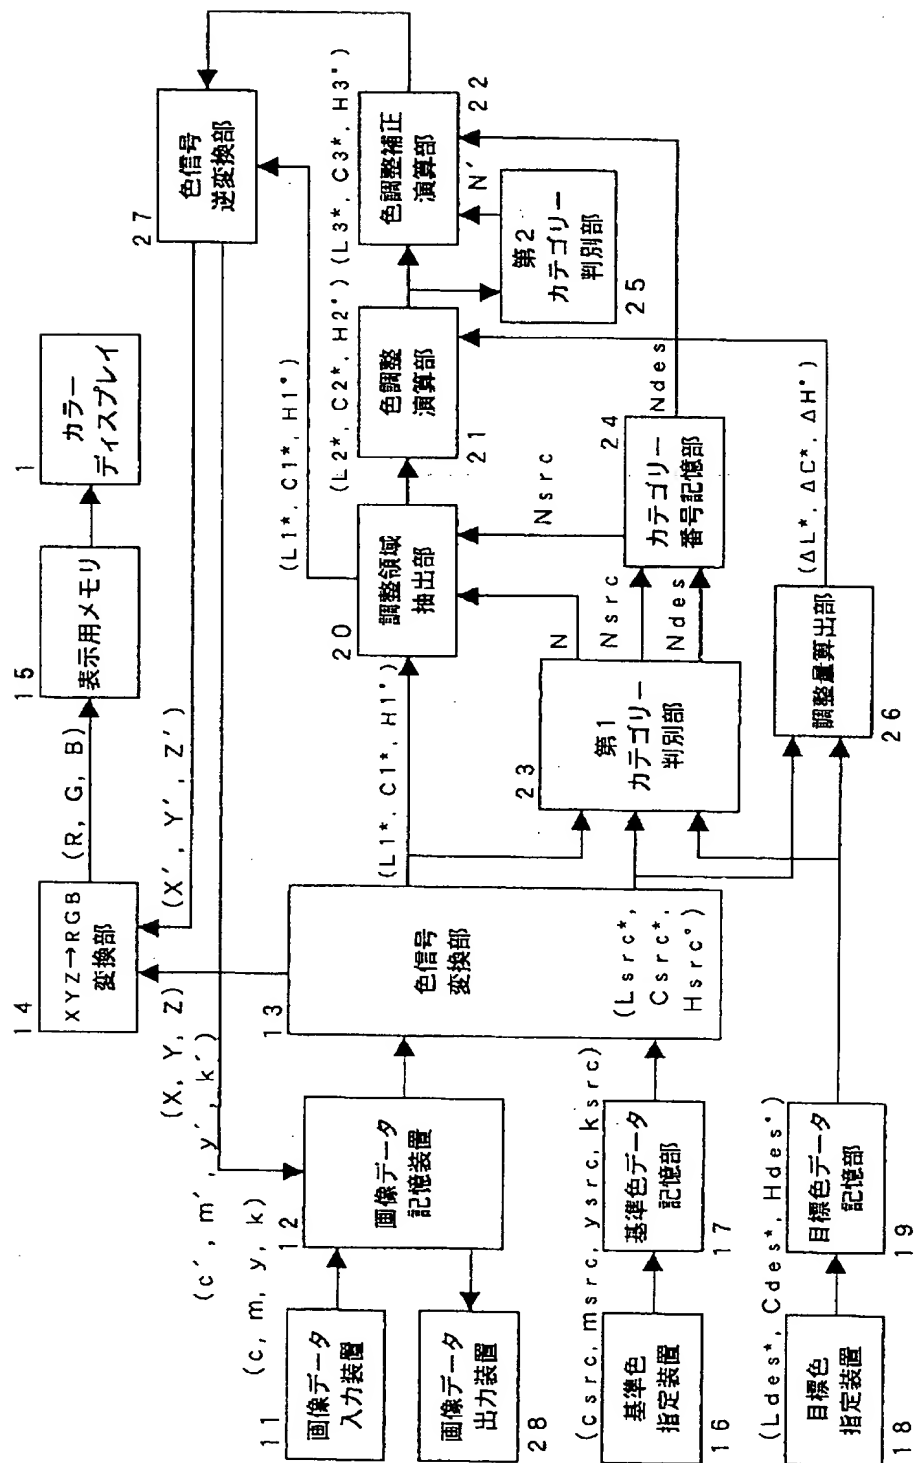 11
画像データ
入力装置
(c, m, y, k)
(c′, m′, y′, k′)
12
画像データ
記憶装置
画像データ
出力装置
28
(Csrc, msrc, ysrc, ksrc)
基準色
指定装置
16
基準色データ
記憶部
17
(Ldes*, Cdes*, Hdes°)
目標色
指定装置
18
目標色データ
記憶部
19
13
色信号
変換部
(Lsrc*,
Csrc*,
Hsrc°)
(X, Y, Z)
(X′, Y′, Z′)
14
XYZ→RGB
変換部
(R, G, B)
15
表示用メモリ
1
カラー
ディスプレイ
27
色信号
逆変換部
(L1*, C1*, H1°)
(L1*, C1*, H1°)
20
調整領域
抽出部
(L2*, C2*, H2°)
色調整
演算部
21
(L3*, C3*, H3°)
色調整補正
演算部
22
N′
第2
カテゴリー
判別部
25
23
第1
カテゴリー
判別部
N
Nsrc
Ndes
Nsrc
24
カテゴリー
番号記憶部
Ndes
調整量算出部
26
(ΔL*, ΔC*, ΔH°)